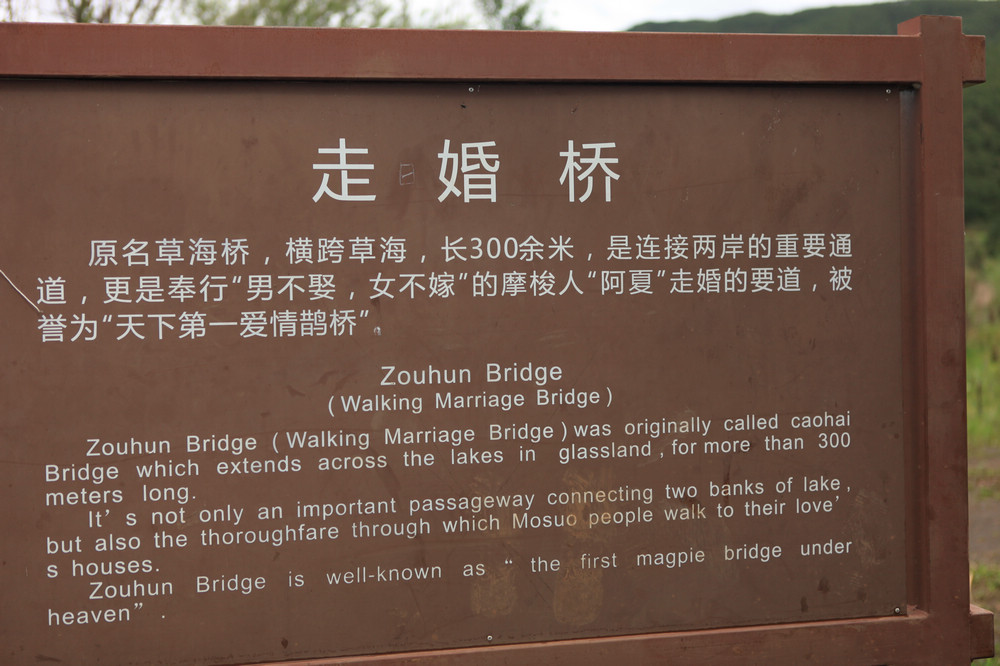 走婚桥
原名草海桥，横跨草海，长300余米，是连接两岸的重要通
道，更是奉行“男不娶，女不嫁”的摩梭人“阿夏”走婚的要道，被
誉为“天下第一爱情鹊桥”。
Zouhun Bridge
(Walking Marriage Bridge)
Zouhun Bridge (Walking Marriage Bridge)was originally called caohai
Bridge which extends across the lakes in glassland,for more than 300
meters long.
It’s not only an important passageway connecting two banks of lake,
but also the thoroughfare through which Mosuo people walk to their love’
s houses.
Zouhun Bridge is well-known as “ the first magpie bridge under
heaven” .